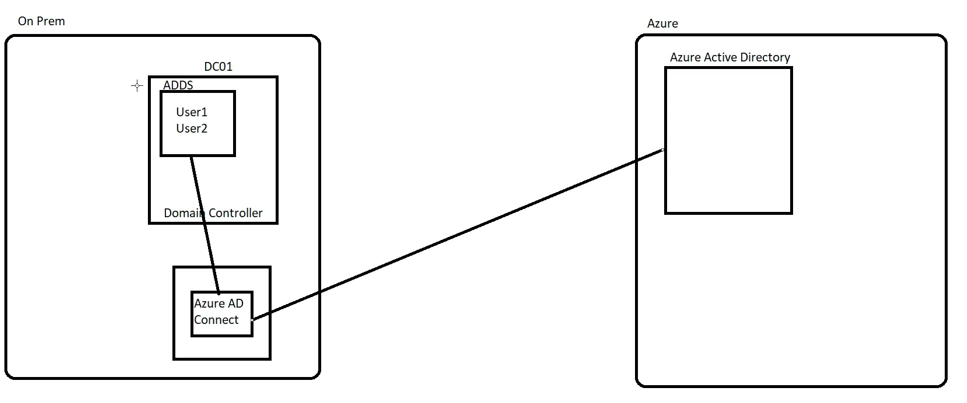 On Prem
Azure
DC01
Azure Active Directory
ADDS
User1
User2
Domain Controller
Azure AD
Connect